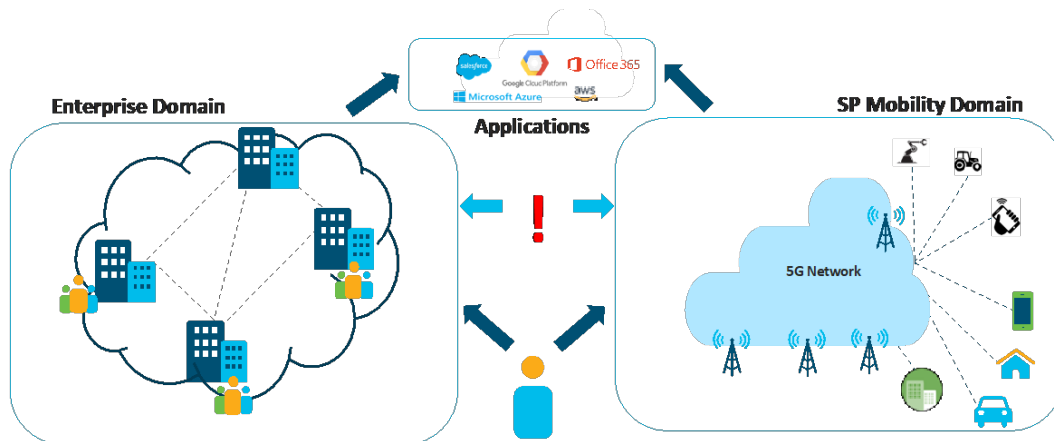 salesforce
Google Cloud Platform
Office 365
Microsoft Azure
aws
Enterprise Domain
Applications
SP Mobility Domain
!
5G Network